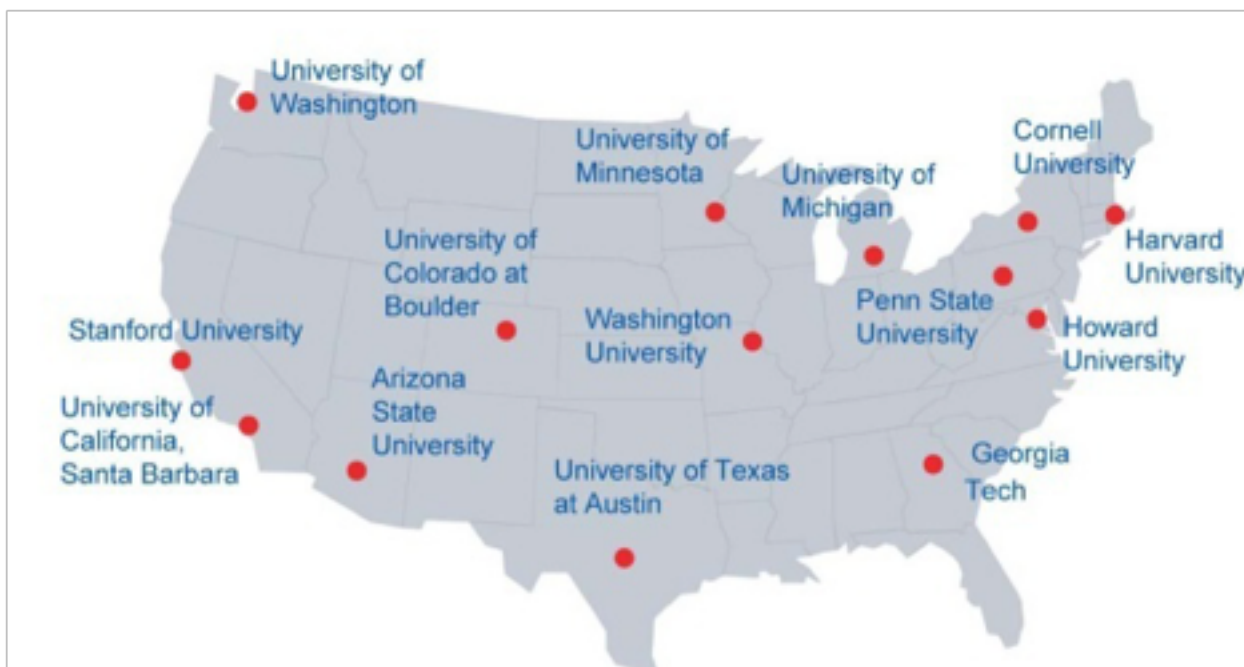 University of
Washington
University of
Minnesota
University of
Michigan
Cornell
University
Harvard
University
University of
Colorado at
Boulder
Stanford University
Washington
University
Penn State
University
Howard
University
Arizona
State
University
University of
California,
Santa Barbara
University of Texas
at Austin
Georgia
Tech